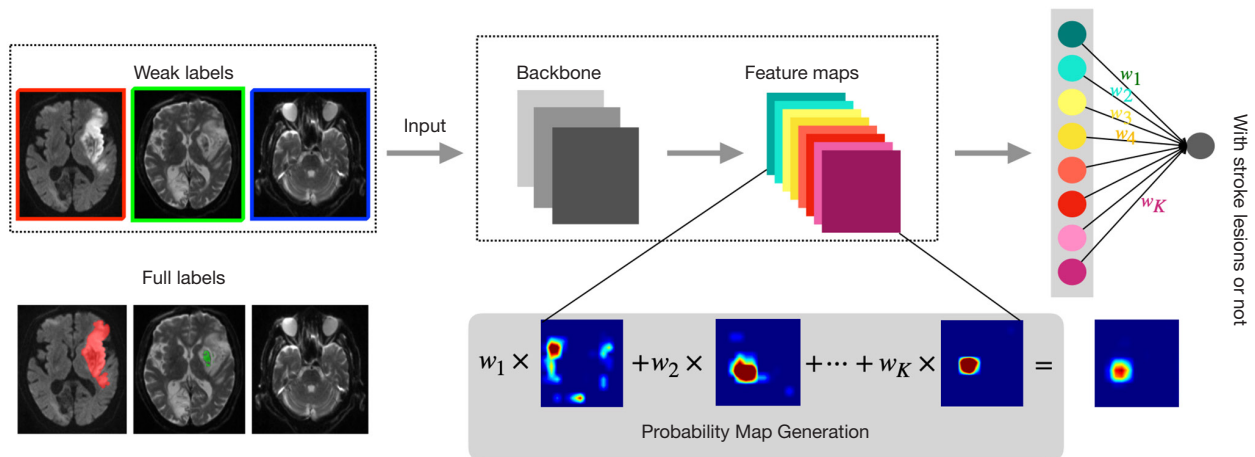 Weak labels
Input
Backbone
Feature maps
w1
w2
w3
w4
wK
With stroke lesions or not
Full labels
w1 × +w2 × +⋯+ wK × =
Probability Map Generation